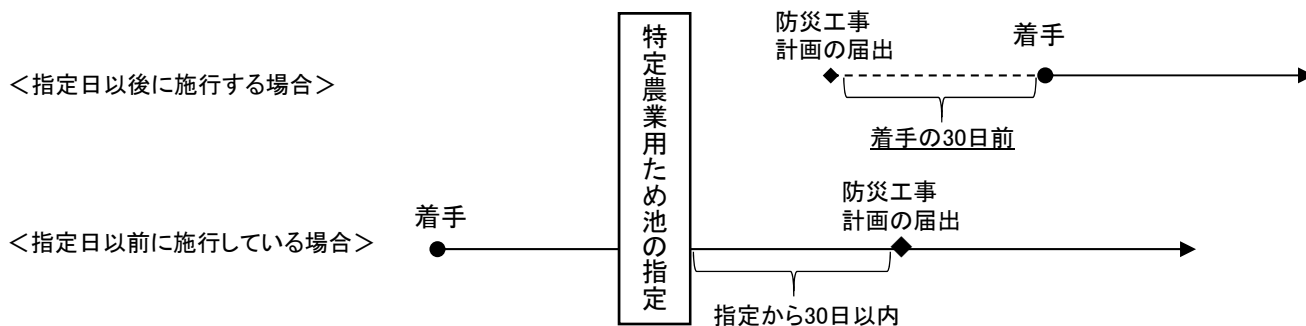 防災工事
計画の届出
着手
＜指定日以後に施行する場合＞
着手の30日前
特定農業用ため池の指定
防災工事
計画の届出
着手
＜指定日以前に施行している場合＞
指定から30日以内